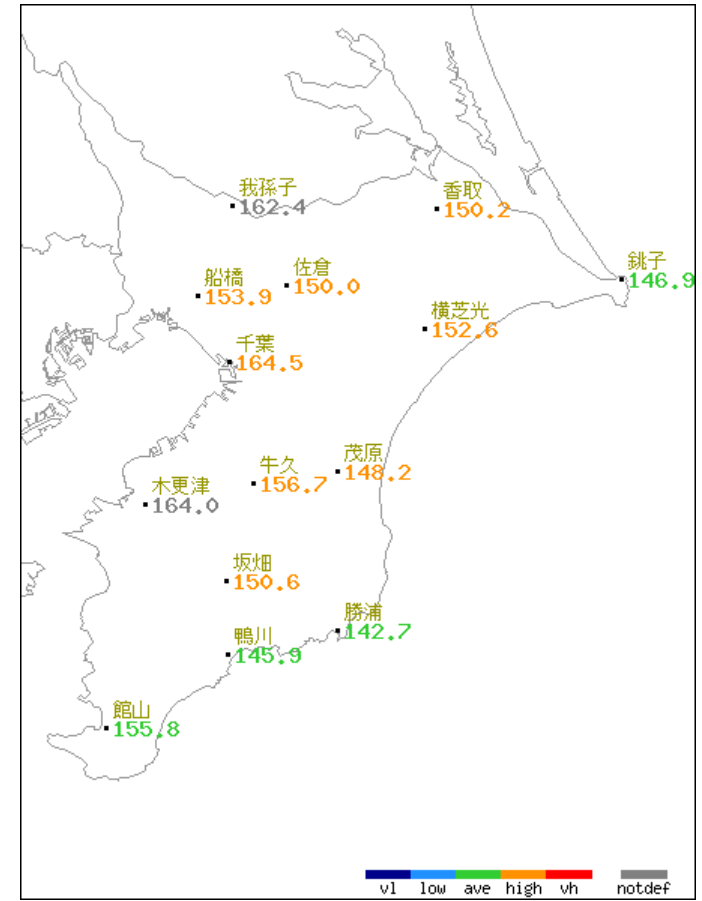 我孫子
162.4
香取
150.2
銚子
146.9
船橋
153.9
佐倉
150.0
横芝光
152.6
千葉
164.5
茂原
148.2
牛久
156.7
木更津
164.0
坂畑
150.6
勝浦
142.7
鴨川
145.9
館山
155.8
vl low ave high vh notdef